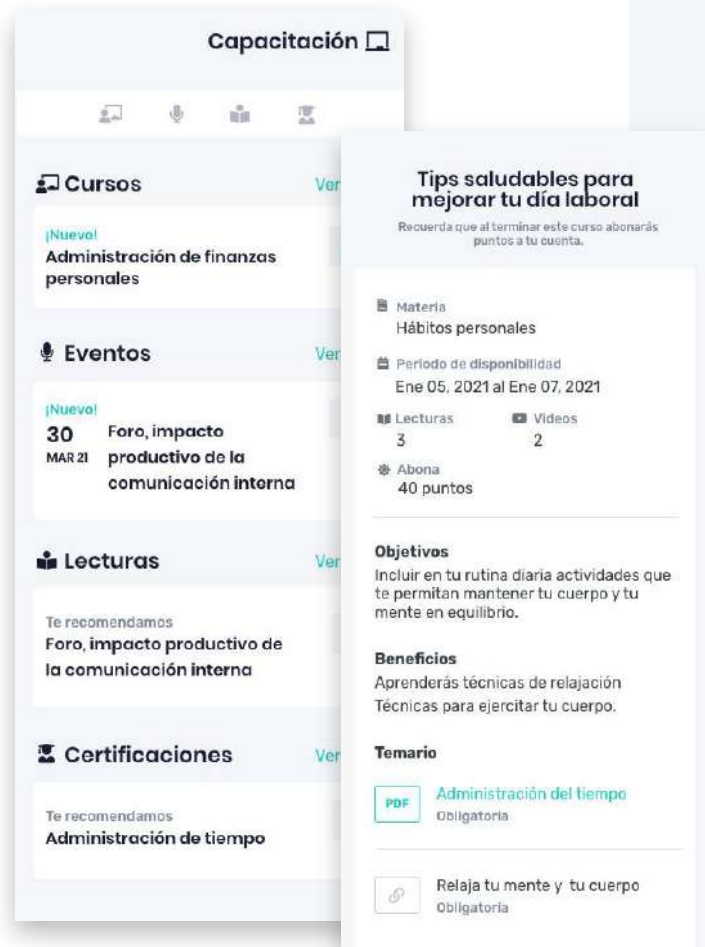 Capacitación
Cursos
Ver
¡Nuevo!
Administración de finanzas
personales
Eventos
Ver
¡Nuevo!
30
MAR 21
Foro, impacto
productivo de la
comunicación interna
Lecturas
Ver
Te recomendamos
Foro, impacto productivo de
la comunicación interna
Certificaciones
Ver
Te recomendamos
Administración de tiempo
Tips saludables para
mejorar tu día laboral
Recuerda que al terminar este curso abonarás
puntos a tu cuenta.
Materia
Hábitos personales
Periodo de disponibilidad
Ene 05, 2021 al Ene 07, 2021
Lecturas
3
Videos
2
Abona
40 puntos
Objetivos
Incluir en tu rutina diaria actividades que
te permitan mantener tu cuerpo y tu
mente en equilibrio.
Beneficios
Aprenderás técnicas de relajación
Técnicas para ejercitar tu cuerpo.
Temario
PDF
Administración del tiempo
Obligatoria
Relaja tu mente y tu cuerpo
Obligatoria